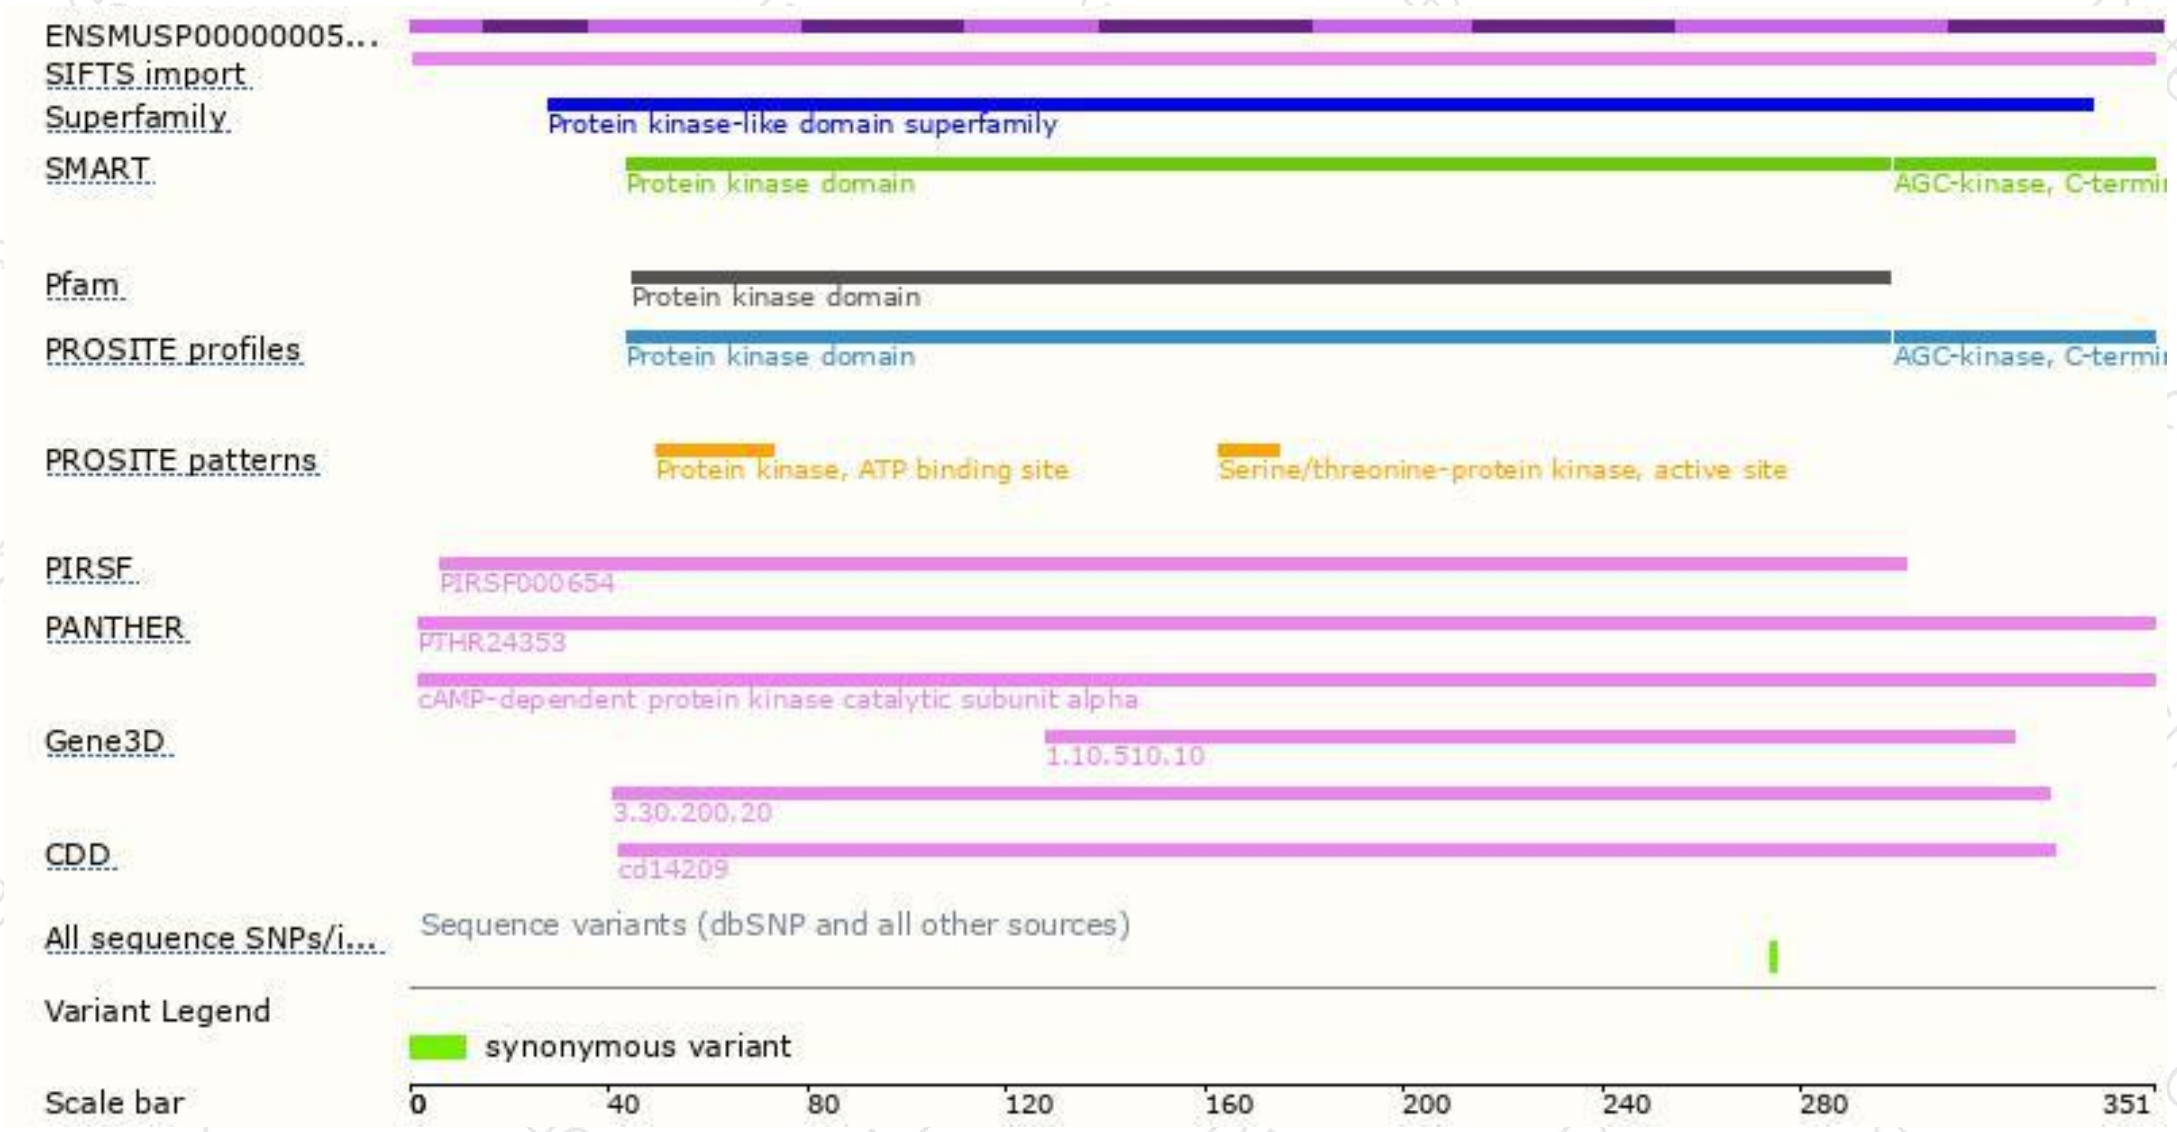 ENSMUSP00000005...
SIFTS import
Superfamily
Protein kinase-like domain superfamily
SMART
Protein kinase domain
AGC-kinase, C-termin
Pfam
Protein kinase domain
PROSITE profiles
Protein kinase domain
AGC-kinase, C-termin
PROSITE patterns
Protein kinase, ATP binding site
Serine/threonine-protein kinase, active site
PIRSF
PIRSF000654
PANTHER
PTHR24353
cAMP-dependent protein kinase catalytic subunit alpha
Gene3D
1.10.510.10
3.30.200.20
CDD
cd14209
All sequence SNPs/i...
Sequence variants (dbSNP and all other sources)
Variant Legend
synonymous variant
Scale bar
0 40 80 120 160 200 240 280 351